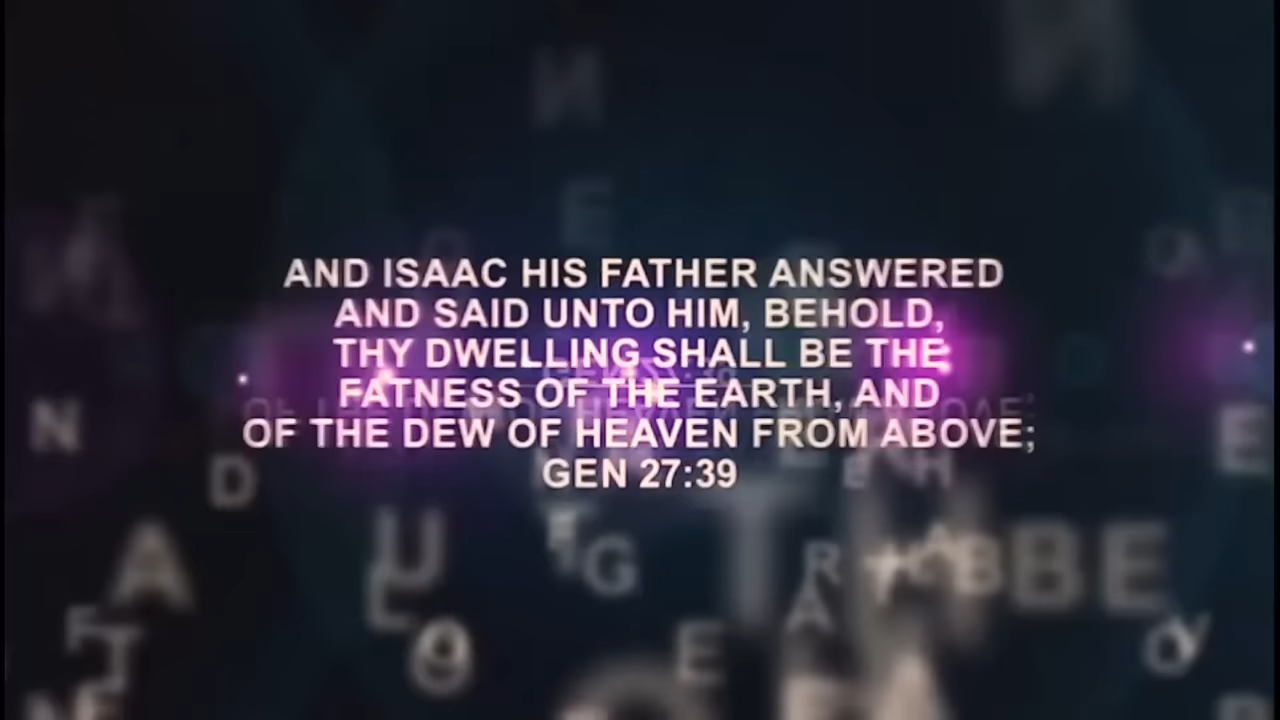 AND ISAAC HIS FATHER ANSWERED
AND SAID UNTO HIM, BEHOLD,
THY DWELLING SHALL BE THE
FATNESS OF THE EARTH, AND
OF THE DEW OF HEAVEN FROM ABOVE;
GEN 27:39